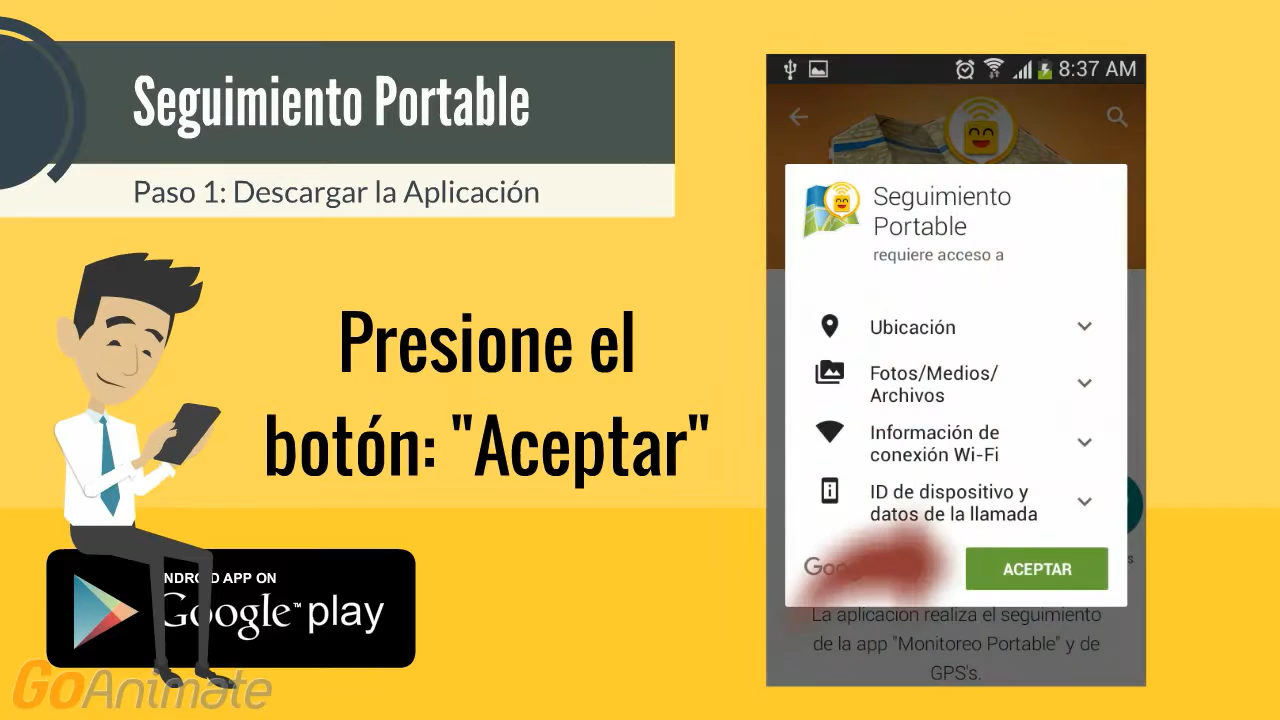 Seguimiento Portable
Paso 1: Descargar la Aplicación
Presione el
botón: "Aceptar"
NDROID APP ON
Google™ play
GoAnimate
8:37 AM
Seguimiento
Portable
requiere acceso a
Ubicación
Fotos/Medios/
Archivos
Información de
conexión Wi-Fi
ID de dispositivo y
datos de la llamada
ACEPTAR
La aplicación realiza el seguimiento
de la app "Monitoreo Portable" y de
GPS's.